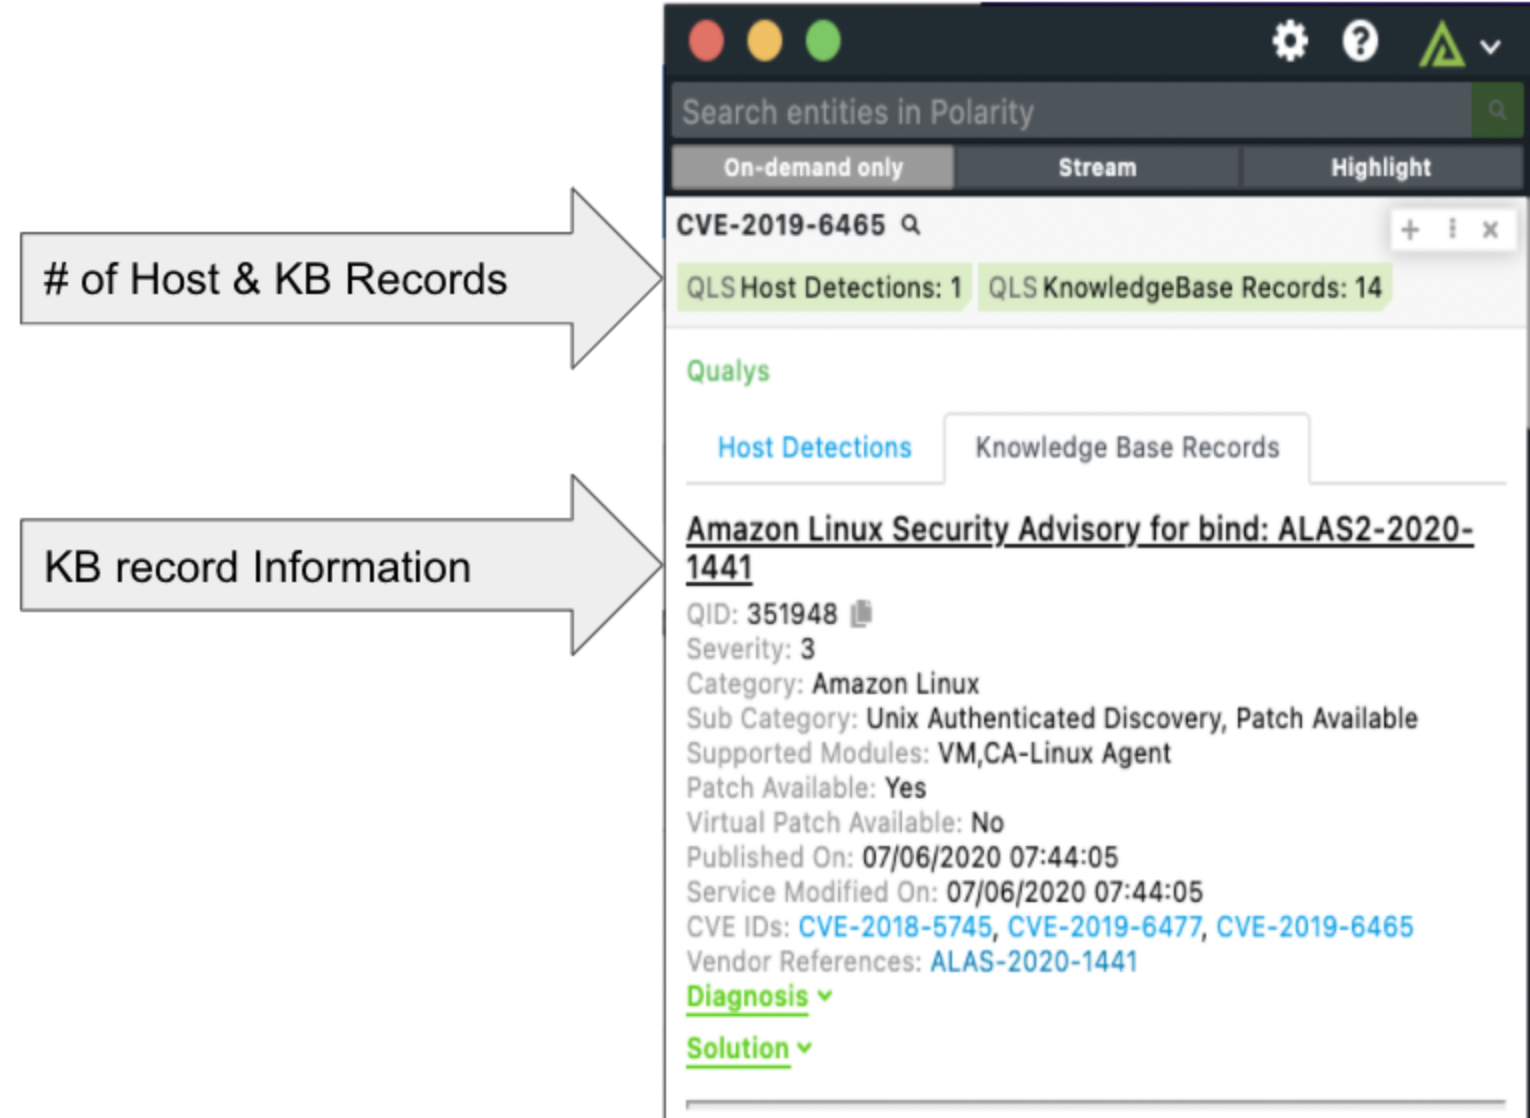 Search entities in Polarity
On-demand only
Stream
Highlight
CVE-2019-6465
# of Host & KB Records
QLS Host Detections: 1
QLS KnowledgeBase Records: 14
Qualys
Host Detections
Knowledge Base Records
KB record Information
Amazon Linux Security Advisory for bind: ALAS2-2020-
1441
QID: 351948
Severity: 3
Category: Amazon Linux
Sub Category: Unix Authenticated Discovery, Patch Available
Supported Modules: VM,CA-Linux Agent
Patch Available: Yes
Virtual Patch Available: No
Published On: 07/06/2020 07:44:05
Service Modified On: 07/06/2020 07:44:05
CVE IDs: CVE-2018-5745, CVE-2019-6477, CVE-2019-6465
Vendor References: ALAS-2020-1441
Diagnosis
Solution